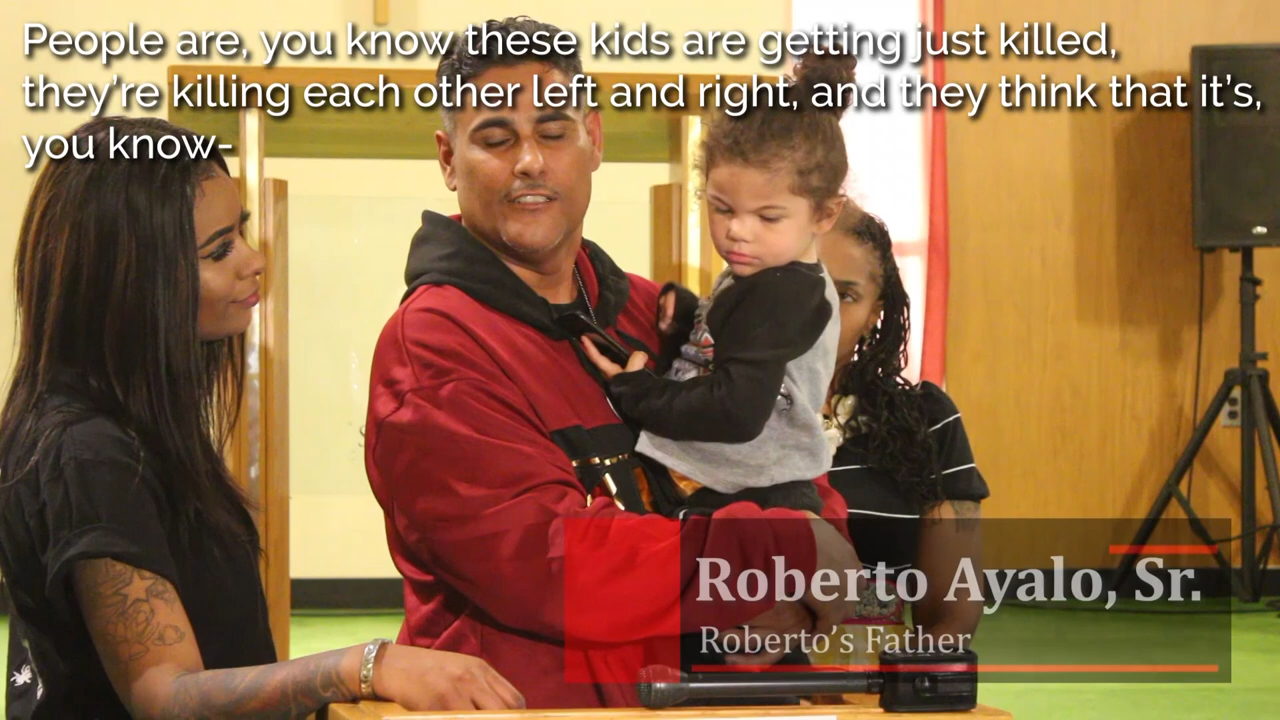 People are, you know these kids are getting just killed,
they're killing each other left and right, and they think that it's,
you know-
Roberto Ayalo, Sr.
Roberto's Father